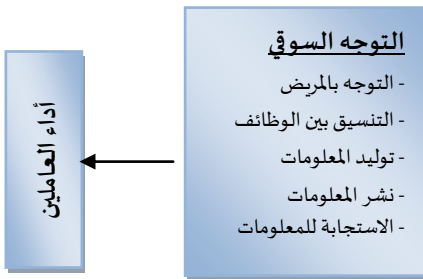 التوجه السوقي
- التوجه بالمريض
- التنسيق بين الوظائف
- توليد المعلومات
- نشر المعلومات
- الاستجابة للمعلومات
أداء العاملين